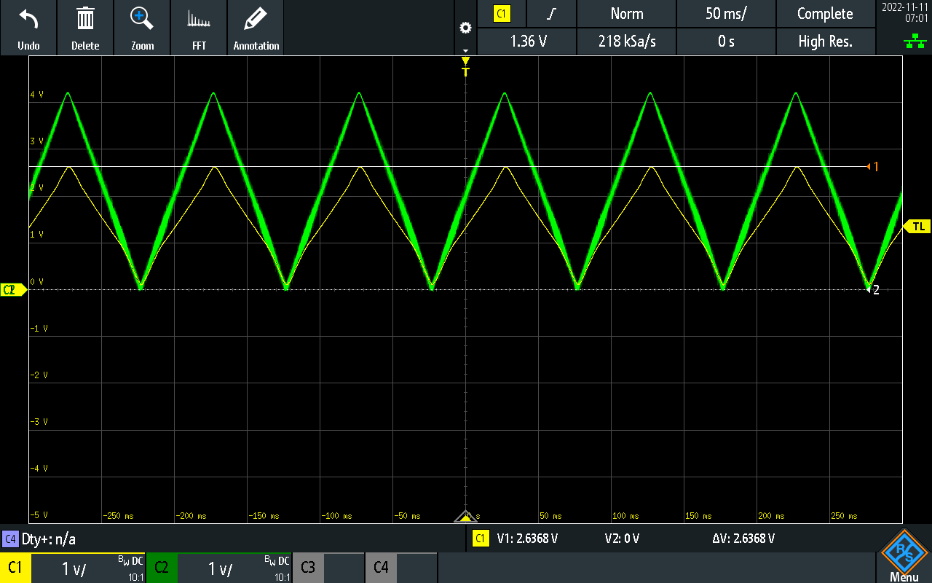 Undo
Delete
Zoom
FFT
Annotation
C1
Norm
50 ms/
Complete
2022-11-11
07:01
1.36 V
218 kSa/s
0 s
High Res.
T
4 V
3 V
1
2 V
1 V
TL
0 V
C2
2
-1 V
-2 V
-3 V
-4 V
-5 V
-250 ms
-200 ms
-150 ms
-100 ms
-50 ms
s
50 ms
100 ms
150 ms
200 ms
250 ms
C4 Dty+: n/a
C1 V1: 2.6368 V V2: 0 V ΔV: 2.6368 V
C1 1 V/ BW DC 10:1
C2 1 V/ BW DC 10:1
C3
C4
R&S
Menu